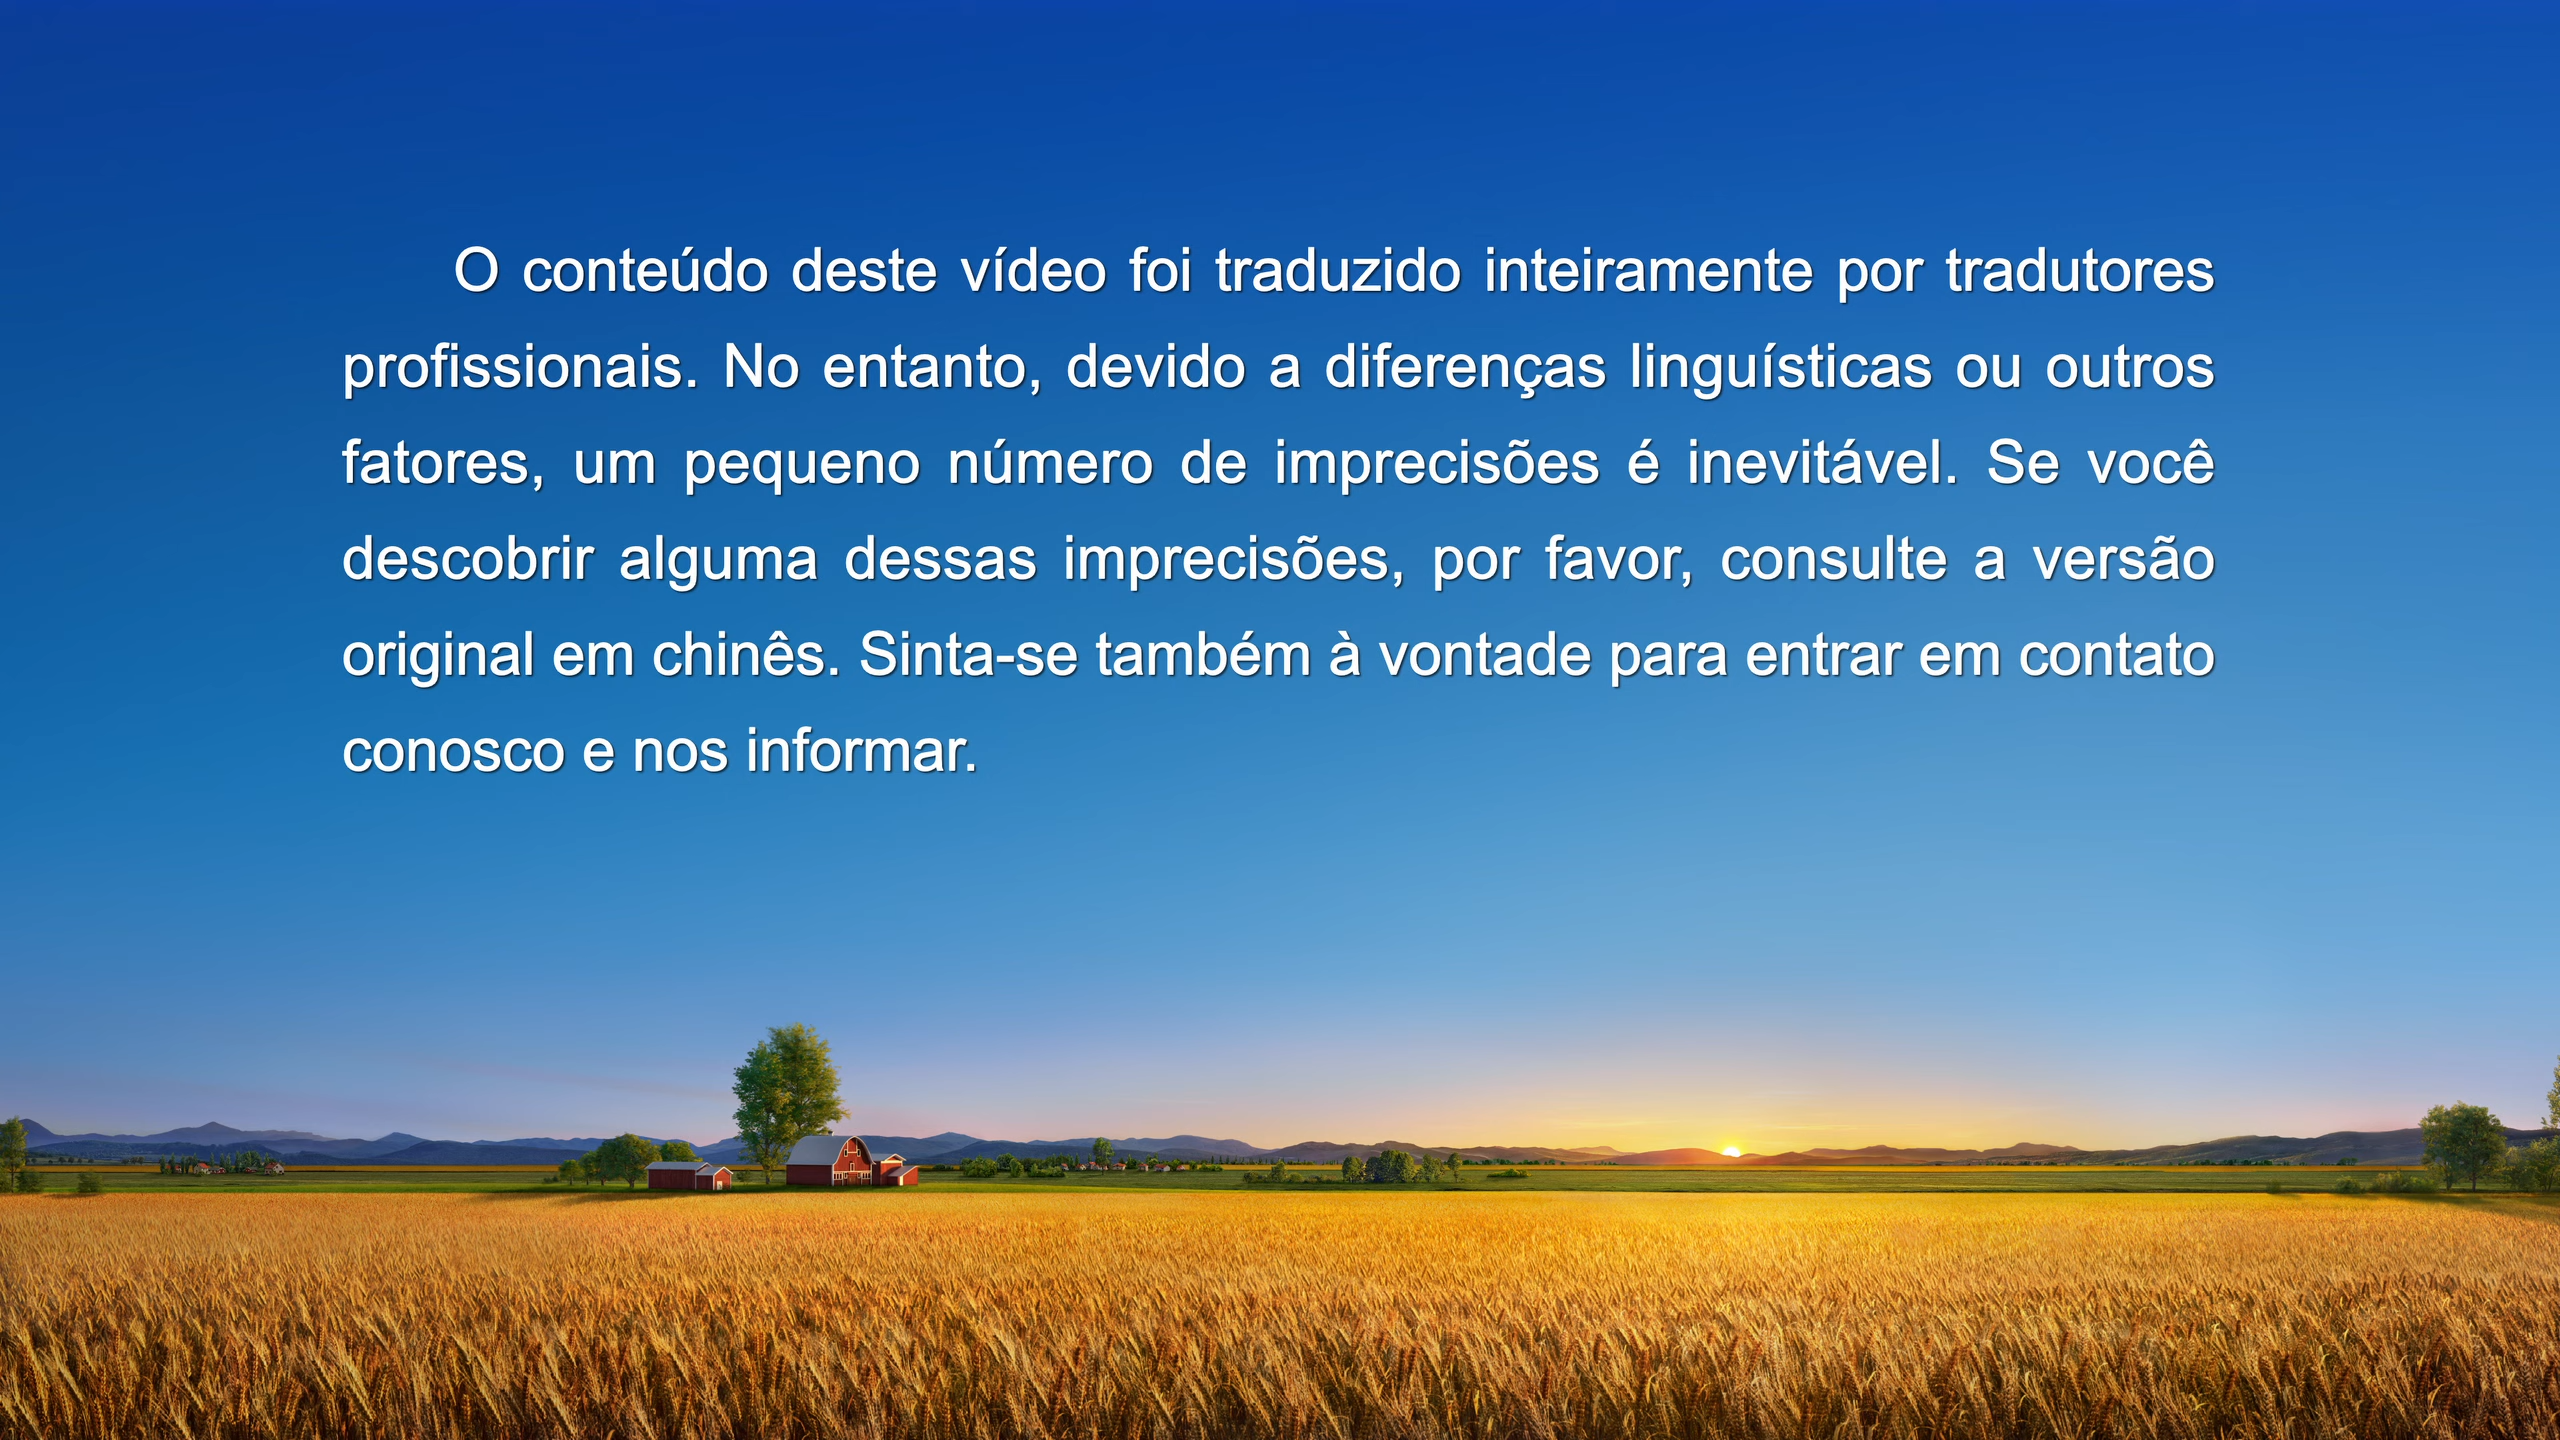 O conteúdo deste vídeo foi traduzido inteiramente por tradutores
profissionais. No entanto, devido a diferenças linguísticas ou outros
fatores, um pequeno número de imprecisões é inevitável. Se você
descobrir alguma dessas imprecisões, por favor, consulte a versão
original em chinês. Sinta-se também à vontade para entrar em contato
conosco e nos informar.